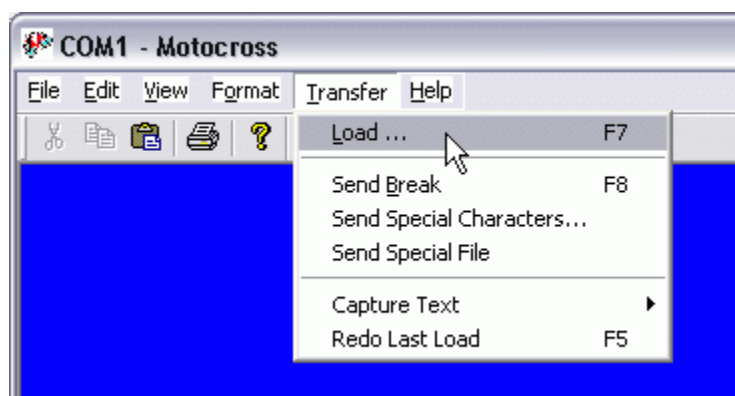 COM1 - Motocross
File Edit View Format Transfer Help
Load ... F7
Send Break F8
Send Special Characters...
Send Special File
Capture Text
Redo Last Load F5